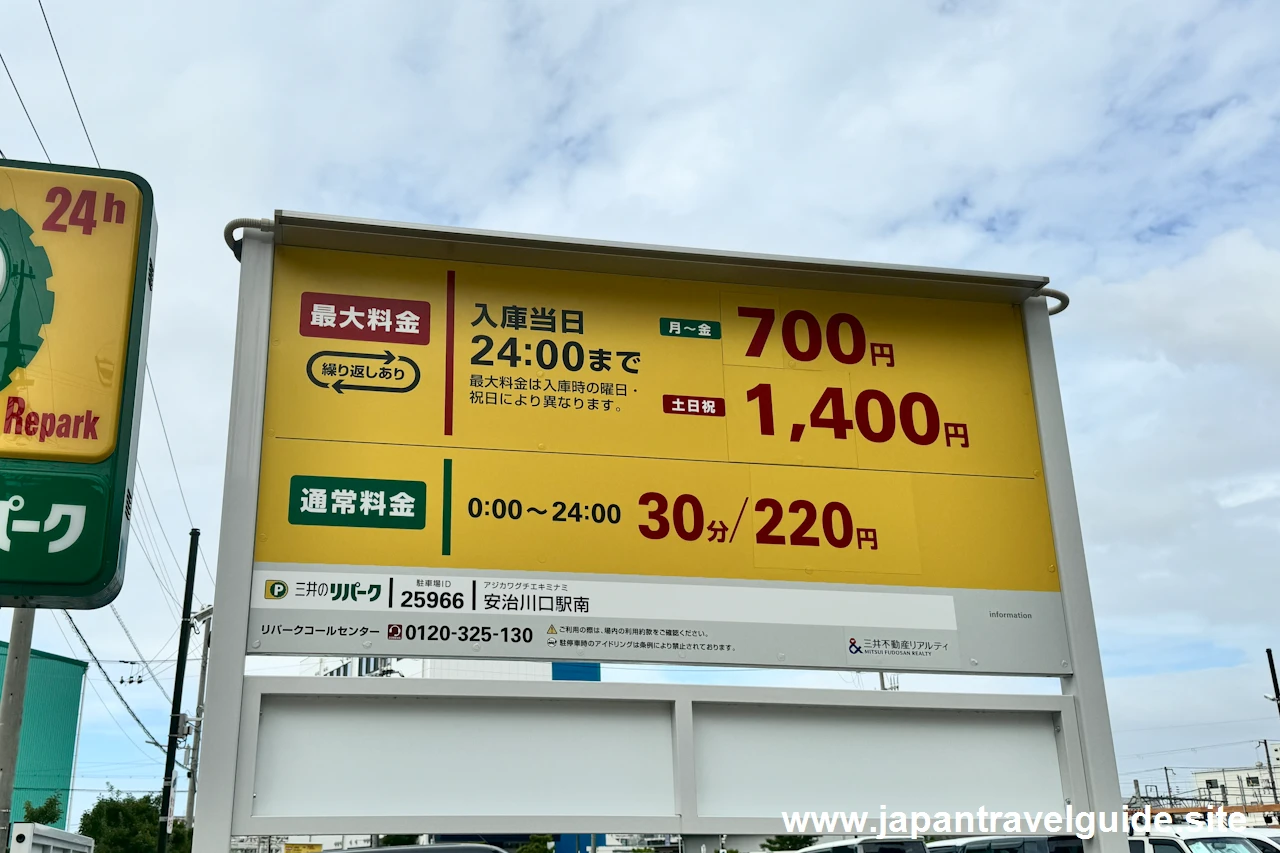 24h
Repark
パーク
最大料金
繰り返しあり
入庫当日
24:00まで
最大料金は入庫時の曜日・
祝日により異なります。
月～金
700円
土日祝
1,400円
通常料金
0:00～24:00
30分/220円
三井のリパーク
駐車場ID
25966
アジカワグチエキミナミ
安治川口駅南
information
リパークコールセンター
0120-325-130
ご利用の際は、場内の利用約款をご確認ください。
駐停車時のアイドリングは条例により禁止されております。
三井不動産リアルティ
MITSUI FUDOSAN REALTY
www.japantravelguide.site